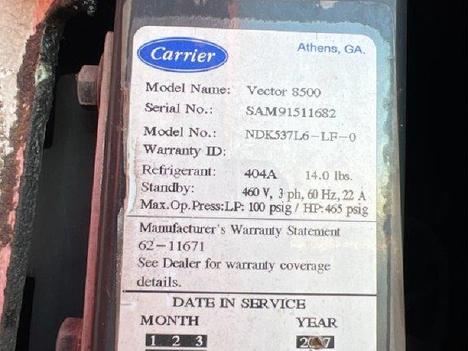 Carrier
Athens, GA.
Model Name: Vector 8500
Serial No.: SAM91511682
Model No.: NDK537L6-LF-0
Warranty ID:
Refrigerant: 404A 14.0 lbs.
Standby: 460 V, 3 ph, 60 Hz, 22 A
Max.Op.Press:LP: 100 psig / HP:465 psig
Manufacturer's Warranty Statement
62-11671
See Dealer for warranty coverage
details.
DATE IN SERVICE
MONTH YEAR
1 2 3